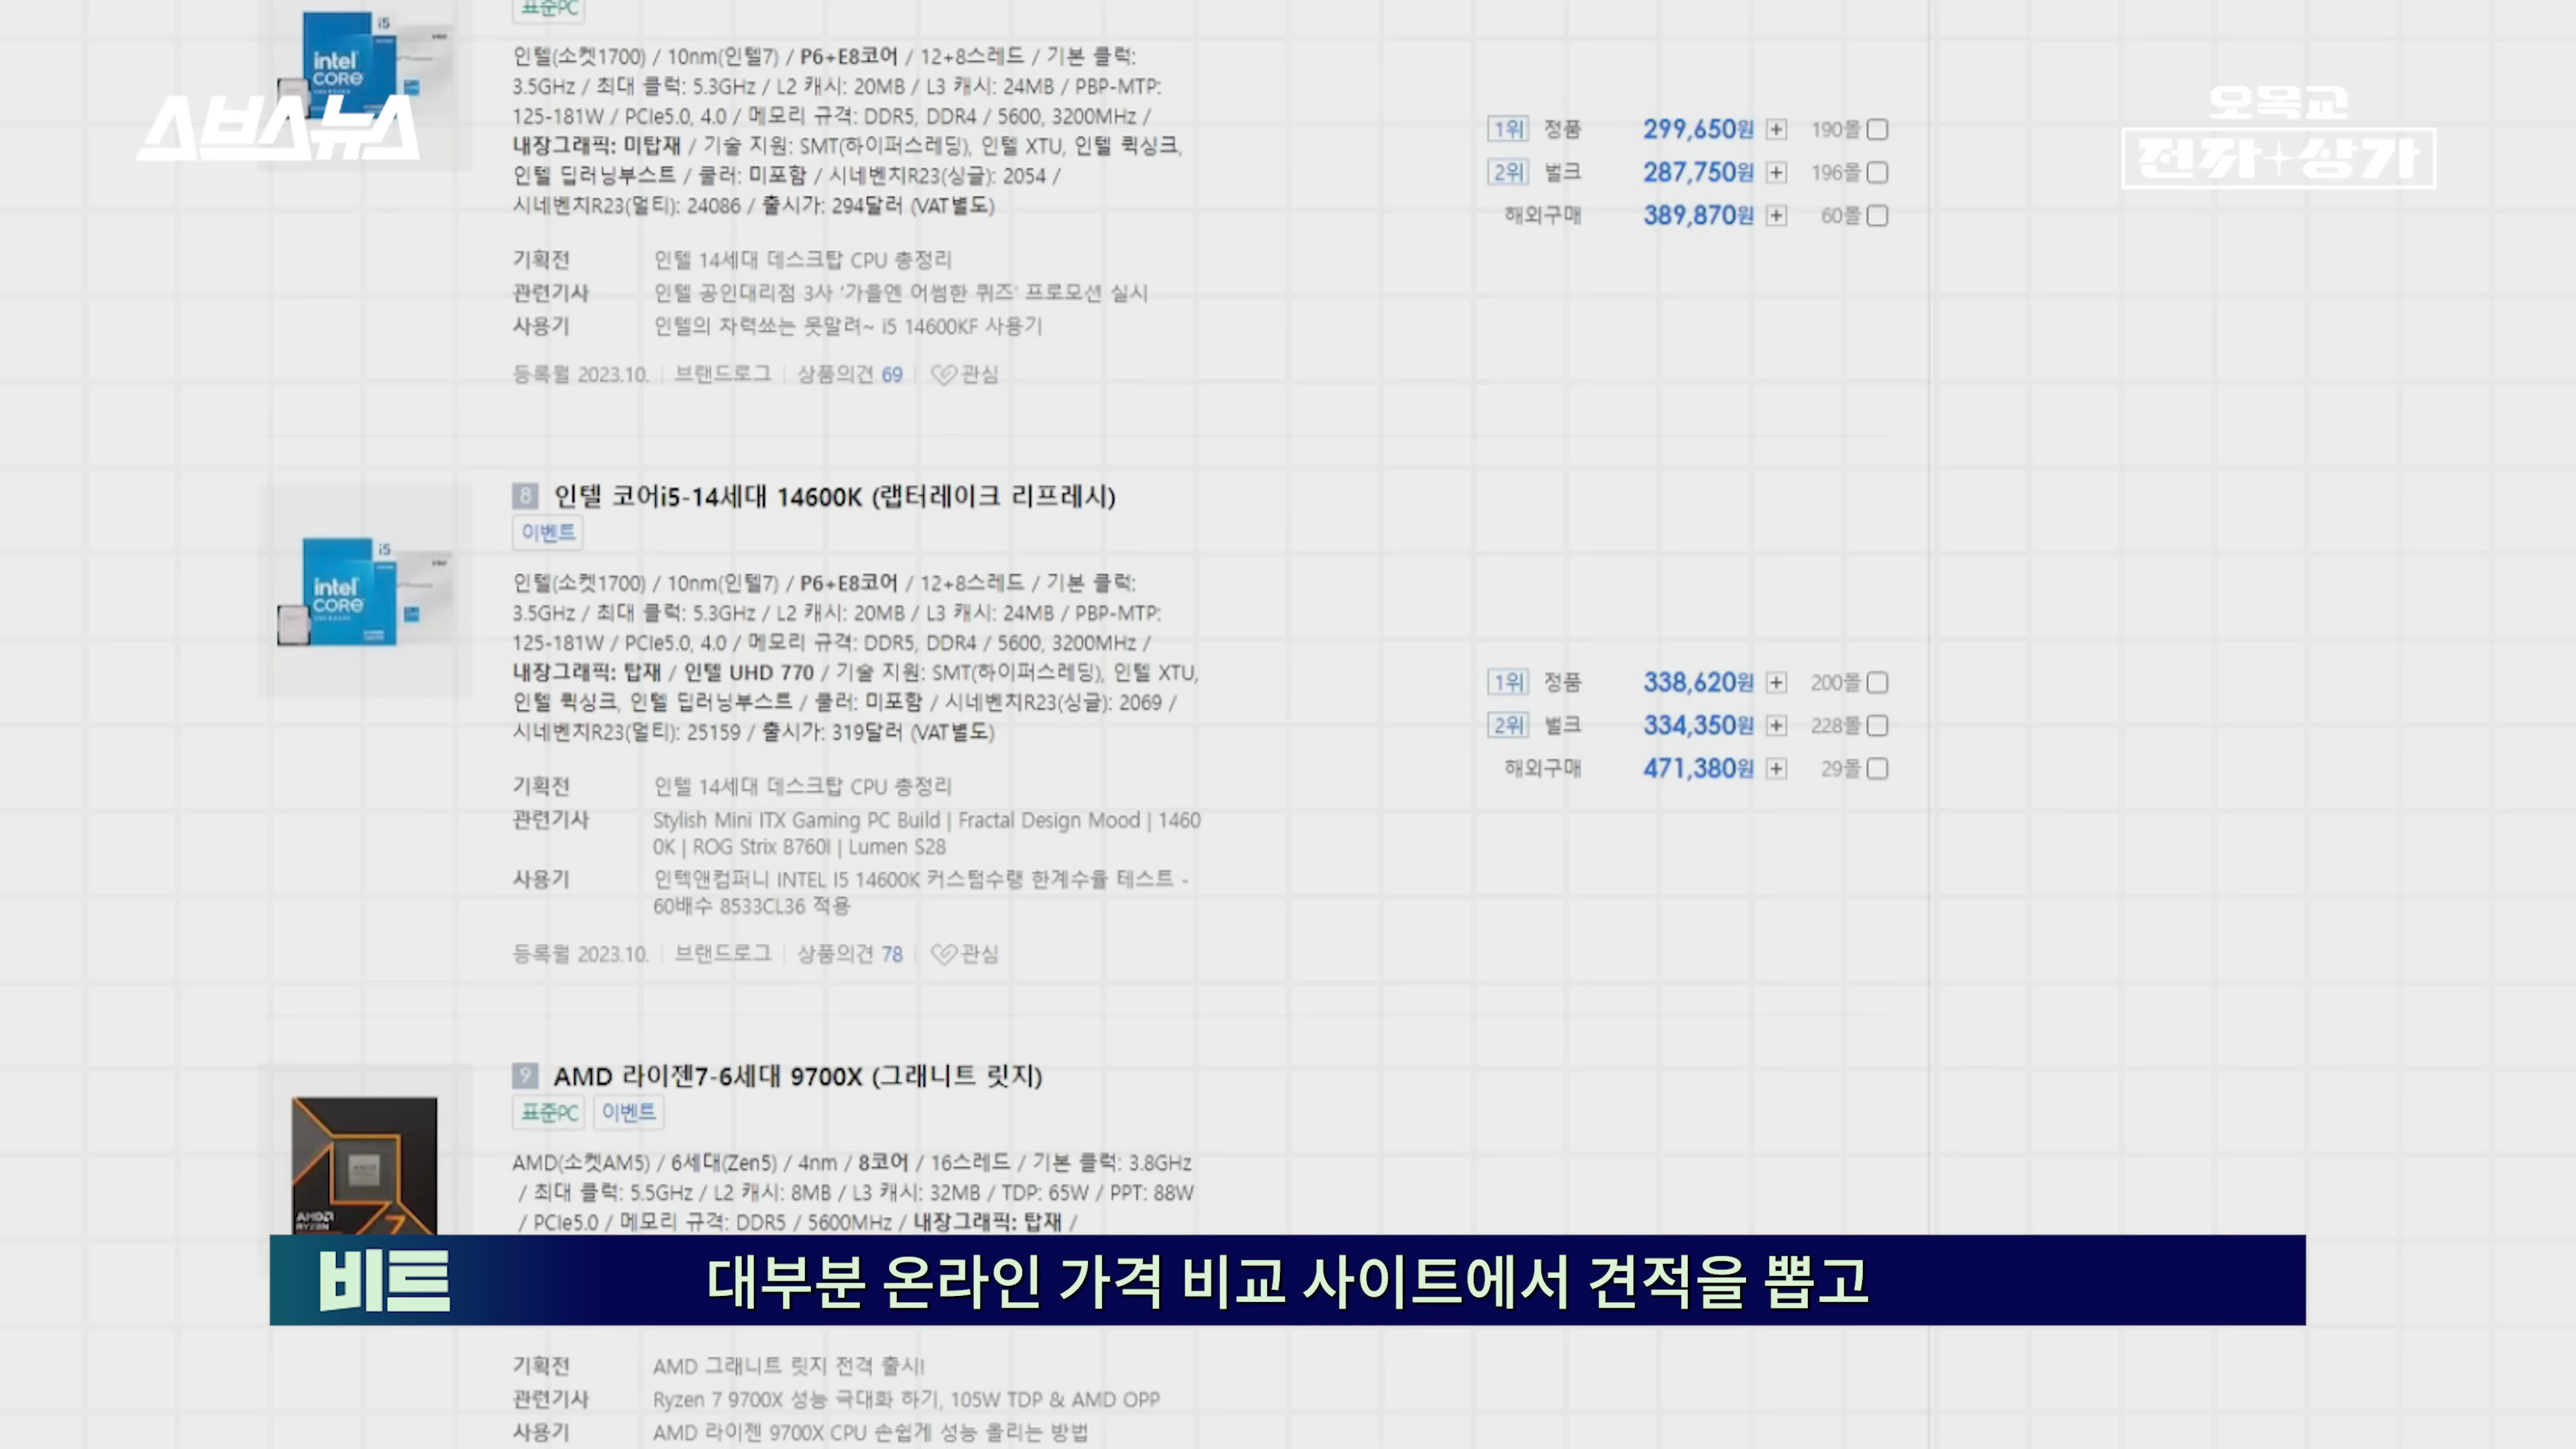 스브스뉴스
오목교
전자상가
표준PC
인텔(소켓1700) / 10nm(인텔7) / P6+E8코어 / 12+8스레드 / 기본 클럭:
3.5GHz / 최대 클럭: 5.3GHz / L2 캐시: 20MB / L3 캐시: 24MB / PBP-MTP:
125-181W / PCIe5.0, 4.0 / 메모리 규격: DDR5, DDR4 / 5600, 3200MHz /
내장그래픽: 미탑재 / 기술 지원: SMT(하이퍼스레딩), 인텔 XTU, 인텔 퀵싱크,
인텔 딥러닝부스트 / 쿨러: 미포함 / 시네벤치R23(싱글): 2054 /
시네벤치R23(멀티): 24086 / 출시가: 294달러 (VAT별도)
i5
intel
CORE
1위 정품 299,650원 + 190몰
2위 벌크 287,750원 + 196몰
해외구매 389,870원 + 60몰
기획전 인텔 14세대 데스크탑 CPU 총정리
관련기사 인텔 공인대리점 3사 '가을엔 어썸한 퀴즈' 프로모션 실시
사용기 인텔의 자력쑈는 못말려~ i5 14600KF 사용기
등록월 2023.10. 브랜드로그 상품의견 69 관심
8 인텔 코어i5-14세대 14600K (랩터레이크 리프레시)
이벤트
i5
intel
CORE
인텔(소켓1700) / 10nm(인텔7) / P6+E8코어 / 12+8스레드 / 기본 클럭:
3.5GHz / 최대 클럭: 5.3GHz / L2 캐시: 20MB / L3 캐시: 24MB / PBP-MTP:
125-181W / PCIe5.0, 4.0 / 메모리 규격: DDR5, DDR4 / 5600, 3200MHz /
내장그래픽: 탑재 / 인텔 UHD 770 / 기술 지원: SMT(하이퍼스레딩), 인텔 XTU,
인텔 퀵싱크, 인텔 딥러닝부스트 / 쿨러: 미포함 / 시네벤치R23(싱글): 2069 /
시네벤치R23(멀티): 25159 / 출시가: 319달러 (VAT별도)
1위 정품 338,620원 + 200몰
2위 벌크 334,350원 + 228몰
해외구매 471,380원 + 29몰
기획전 인텔 14세대 데스크탑 CPU 총정리
관련기사 Stylish Mini ITX Gaming PC Build | Fractal Design Mood | 1460
0K | ROG Strix B760I | Lumen S28
사용기 인텍앤컴퍼니 INTEL I5 14600K 커스텀수랭 한계수율 테스트 -
60배수 8533CL36 적용
등록월 2023.10. 브랜드로그 상품의견 78 관심
9 AMD 라이젠7-6세대 9700X (그래니트 릿지)
표준PC 이벤트
AMD(소켓AM5) / 6세대(Zen5) / 4nm / 8코어 / 16스레드 / 기본 클럭: 3.8GHz
/ 최대 클럭: 5.5GHz / L2 캐시: 8MB / L3 캐시: 32MB / TDP: 65W / PPT: 88W
/ PCIe5.0 / 메모리 규격: DDR5 / 5600MHz / 내장그래픽: 탑재 /
AMD
RYZEN
7
비트 대부분 온라인 가격 비교 사이트에서 견적을 뽑고
기획전 AMD 그래니트 릿지 전격 출시!
관련기사 Ryzen 7 9700X 성능 극대화 하기, 105W TDP & AMD OPP
사용기 AMD 라이젠 9700X CPU 손쉽게 성능 올리는 방법